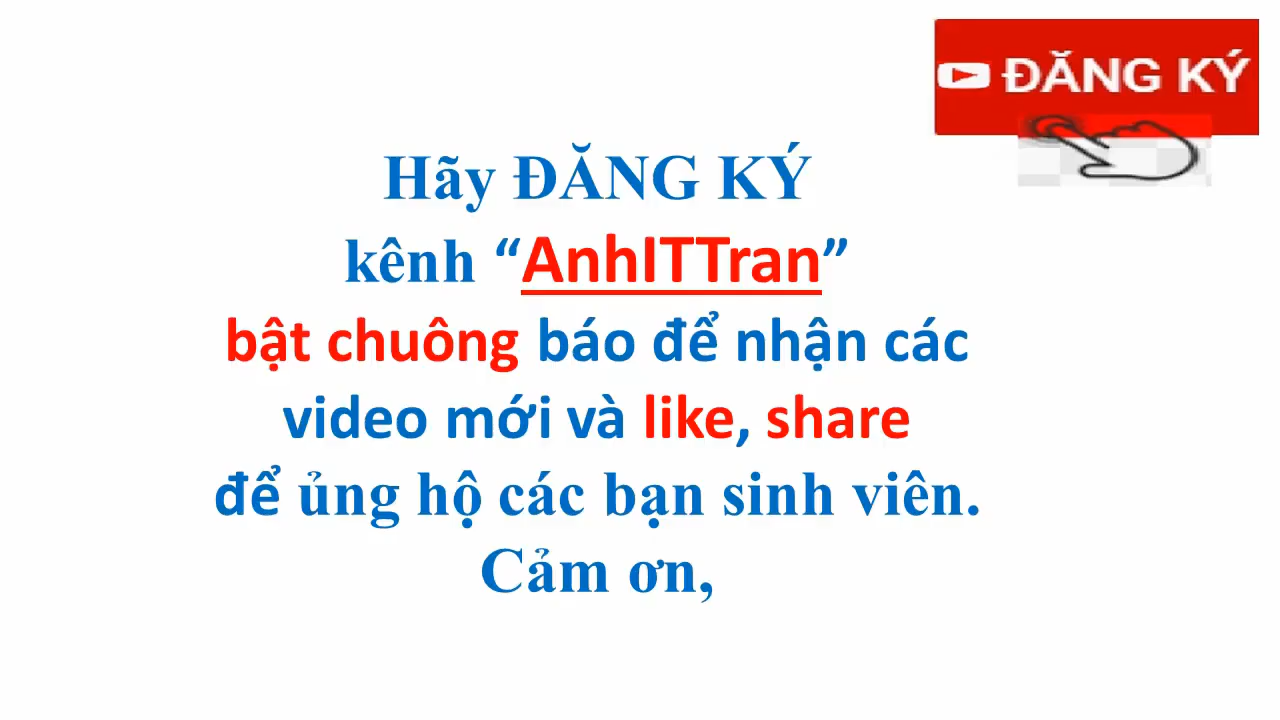 ĐĂNG KÝ
Hãy ĐĂNG KÝ
kênh “AnhITTran”
bật chuông báo để nhận các
video mới và like, share
để ủng hộ các bạn sinh viên.
Cảm ơn,